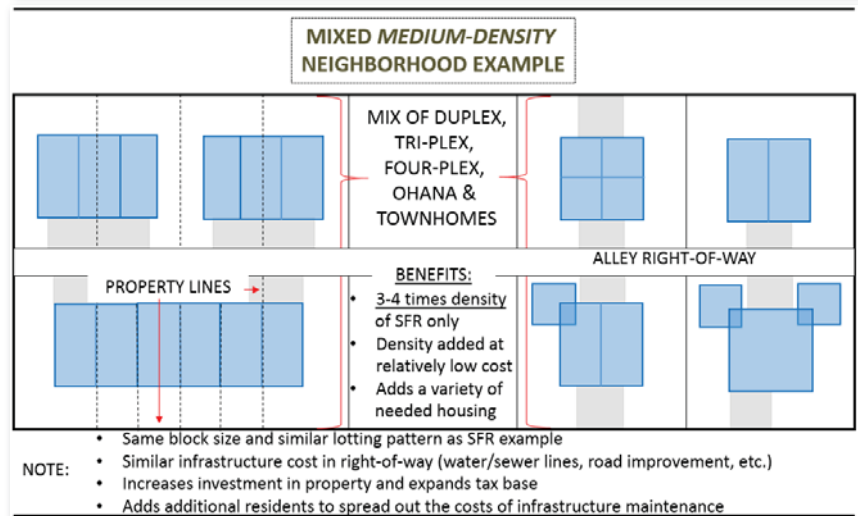 MIXED MEDIUM-DENSITY
NEIGHBORHOOD EXAMPLE
MIX OF DUPLEX,
TRI-PLEX,
FOUR-PLEX,
OHANA &
TOWNHOMES
ALLEY RIGHT-OF-WAY
PROPERTY LINES
BENEFITS:
• 3-4 times density
of SFR only
• Density added at
relatively low cost
• Adds a variety of
needed housing
NOTE:
• Same block size and similar lotting pattern as SFR example
• Similar infrastructure cost in right-of-way (water/sewer lines, road improvement, etc.)
• Increases investment in property and expands tax base
• Adds additional residents to spread out the costs of infrastructure maintenance